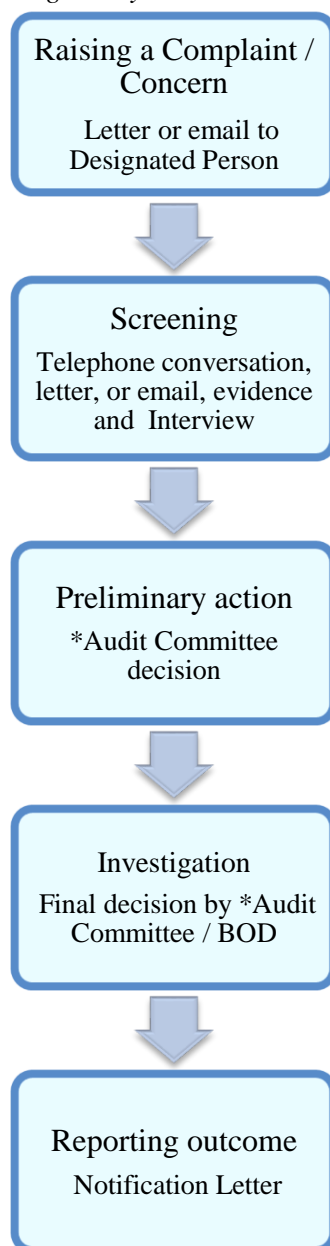 Raising a Complaint /
Concern
Letter or email to
Designated Person
Screening
Telephone conversation,
letter, or email, evidence
and Interview
Preliminary action
*Audit Committee
decision
Investigation
Final decision by *Audit
Committee / BOD
Reporting outcome
Notification Letter